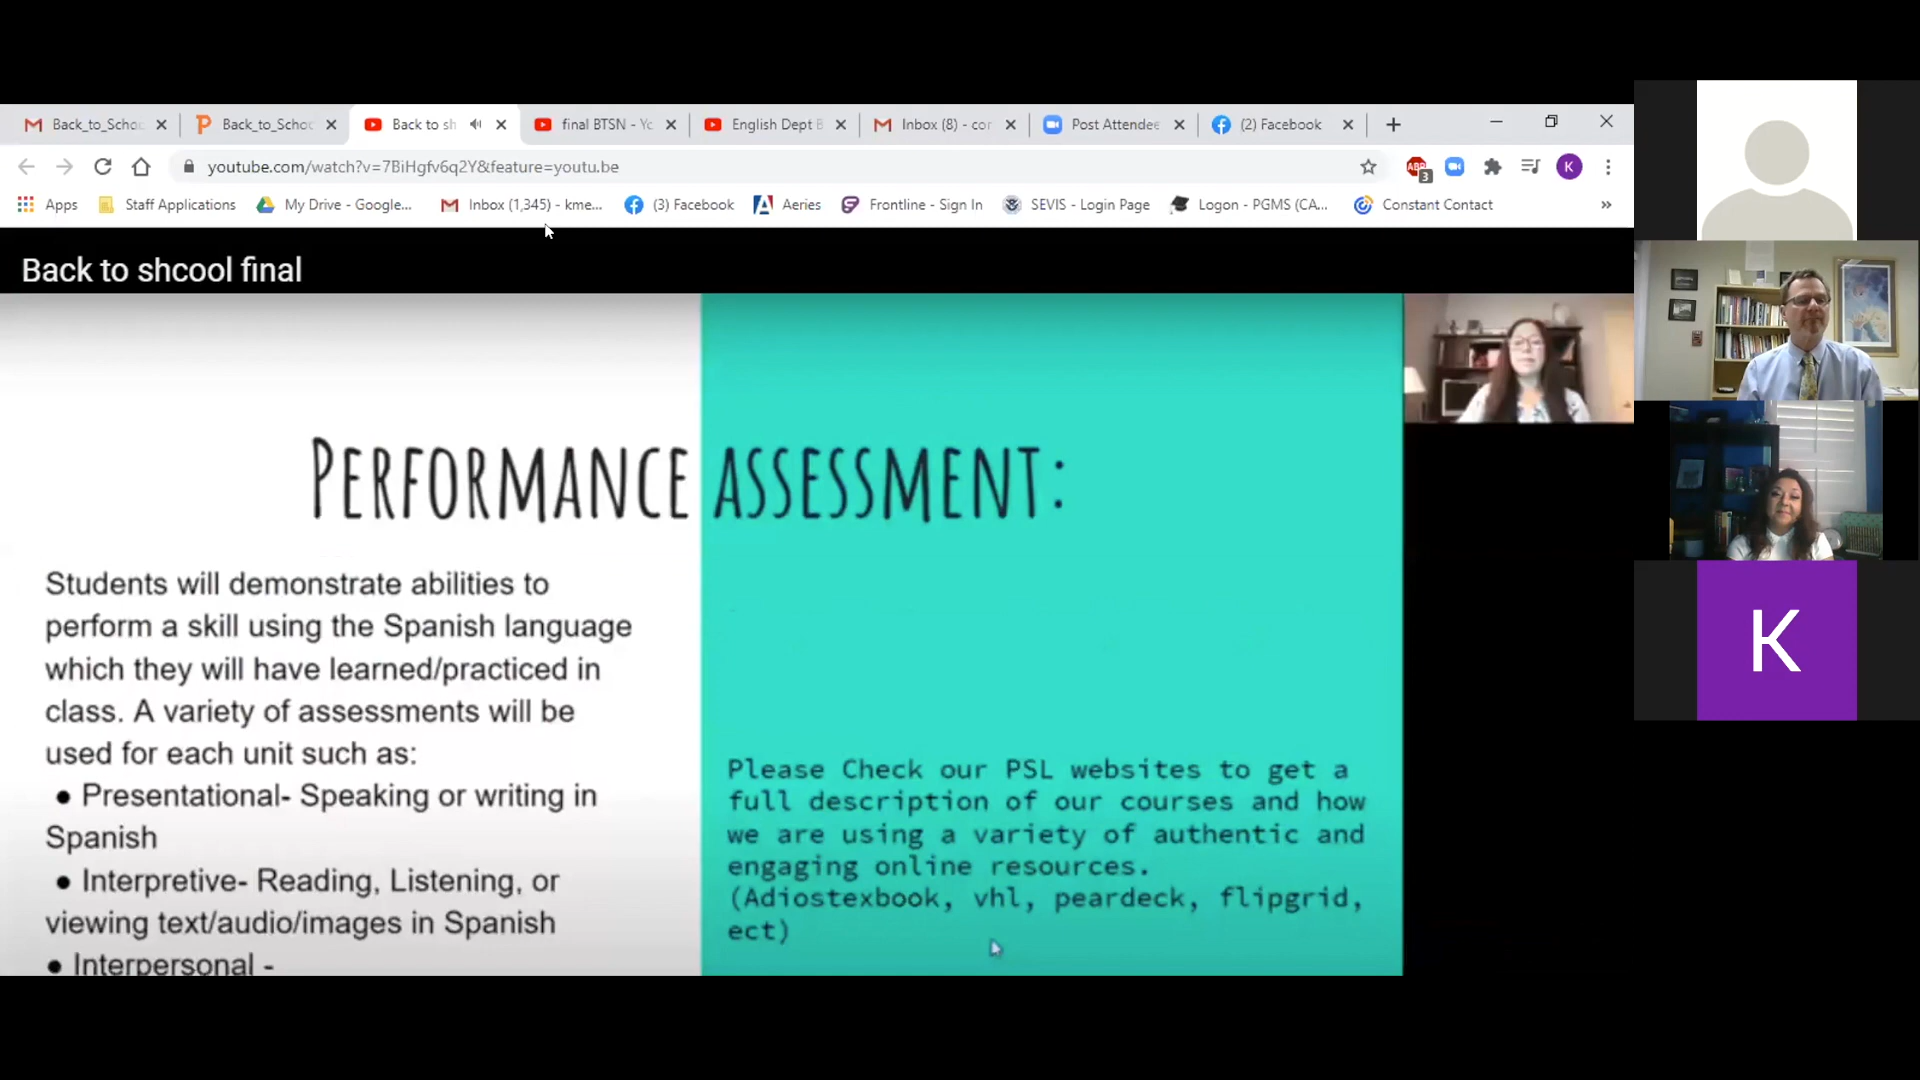 Back_to_Schoo
Back_to_Schoo
Back to sh
final BTSN - Yo
English Dept B
Inbox (8) - cor
Post Attendee
(2) Facebook
youtube.com/watch?v=7BiHgfv6q2Y&feature=youtu.be
ABP
3
K
Apps
Staff Applications
My Drive - Google...
Inbox (1,345) - kme...
(3) Facebook
Aeries
Frontline - Sign In
SEVIS - Login Page
Logon - PGMS (CA...
Constant Contact
Back to shcool final
PERFORMANCE ASSESSMENT:
Students will demonstrate abilities to
perform a skill using the Spanish language
which they will have learned/practiced in
class. A variety of assessments will be
used for each unit such as:
● Presentational- Speaking or writing in
Spanish
● Interpretive- Reading, Listening, or
viewing text/audio/images in Spanish
● Interpersonal -
Please Check our PSL websites to get a
full description of our courses and how
we are using a variety of authentic and
engaging online resources.
(Adiostexbook, vhl, peardeck, flipgrid,
ect)
K